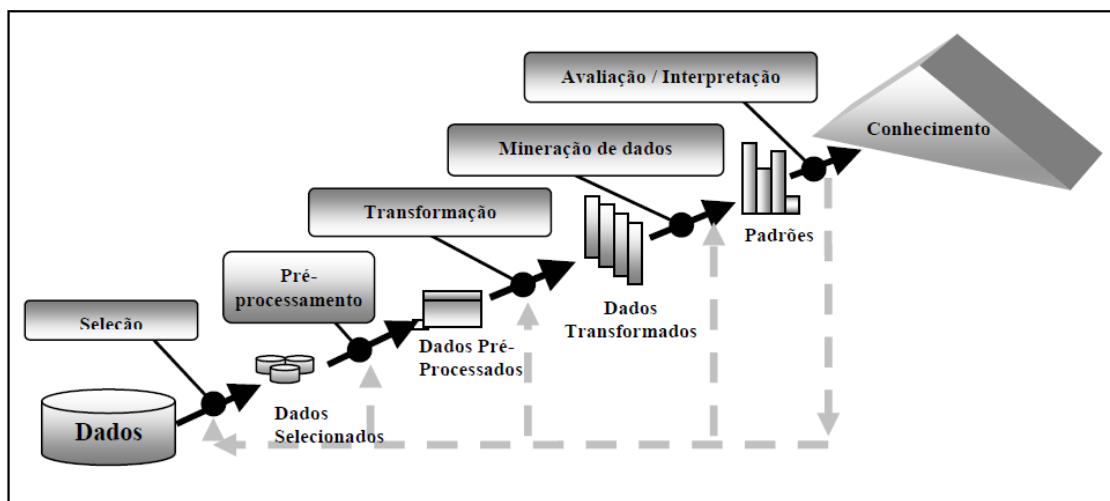 Avaliação / Interpretação
Conhecimento
Mineração de dados
Transformação
Padrões
Pré-
processamento
Dados
Transformados
Seleção
Dados Pré-
Processados
Dados
Selecionados
Dados